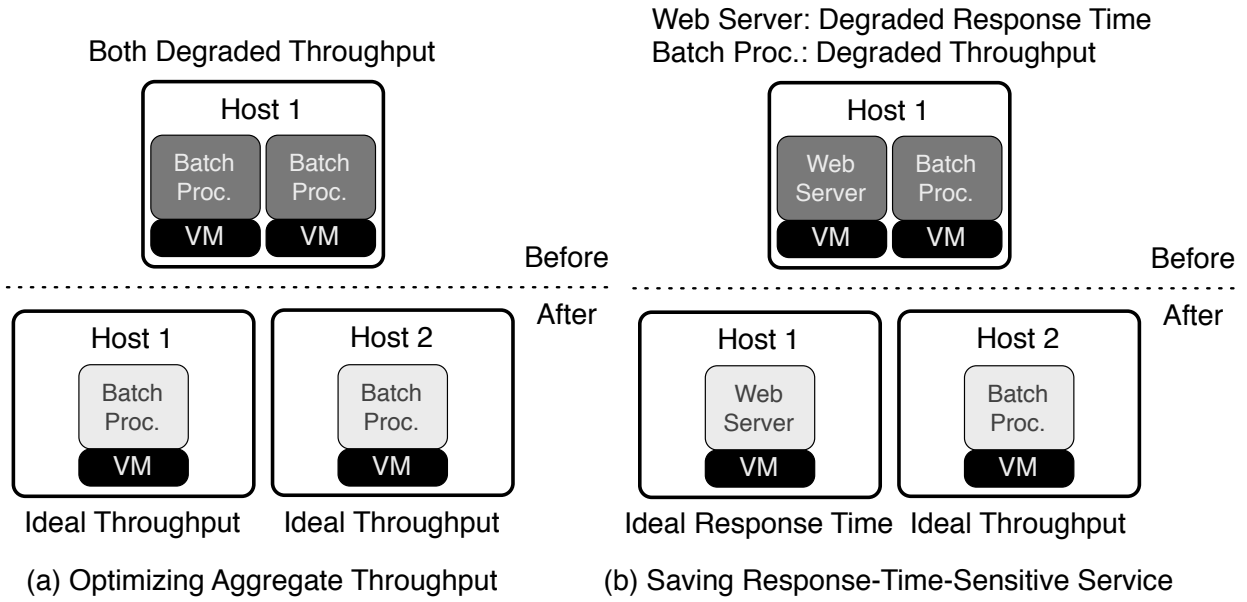 Both Degraded Throughput
Host 1
Batch
Proc.
Batch
Proc.
VM
VM
Before
After
Host 1
Host 2
Batch
Proc.
Batch
Proc.
VM
VM
Ideal Throughput
Ideal Throughput
(a) Optimizing Aggregate Throughput
Web Server: Degraded Response Time
Batch Proc.: Degraded Throughput
Host 1
Web
Server
Batch
Proc.
VM
VM
Before
After
Host 1
Host 2
Web
Server
Batch
Proc.
VM
VM
Ideal Response Time
Ideal Throughput
(b) Saving Response-Time-Sensitive Service